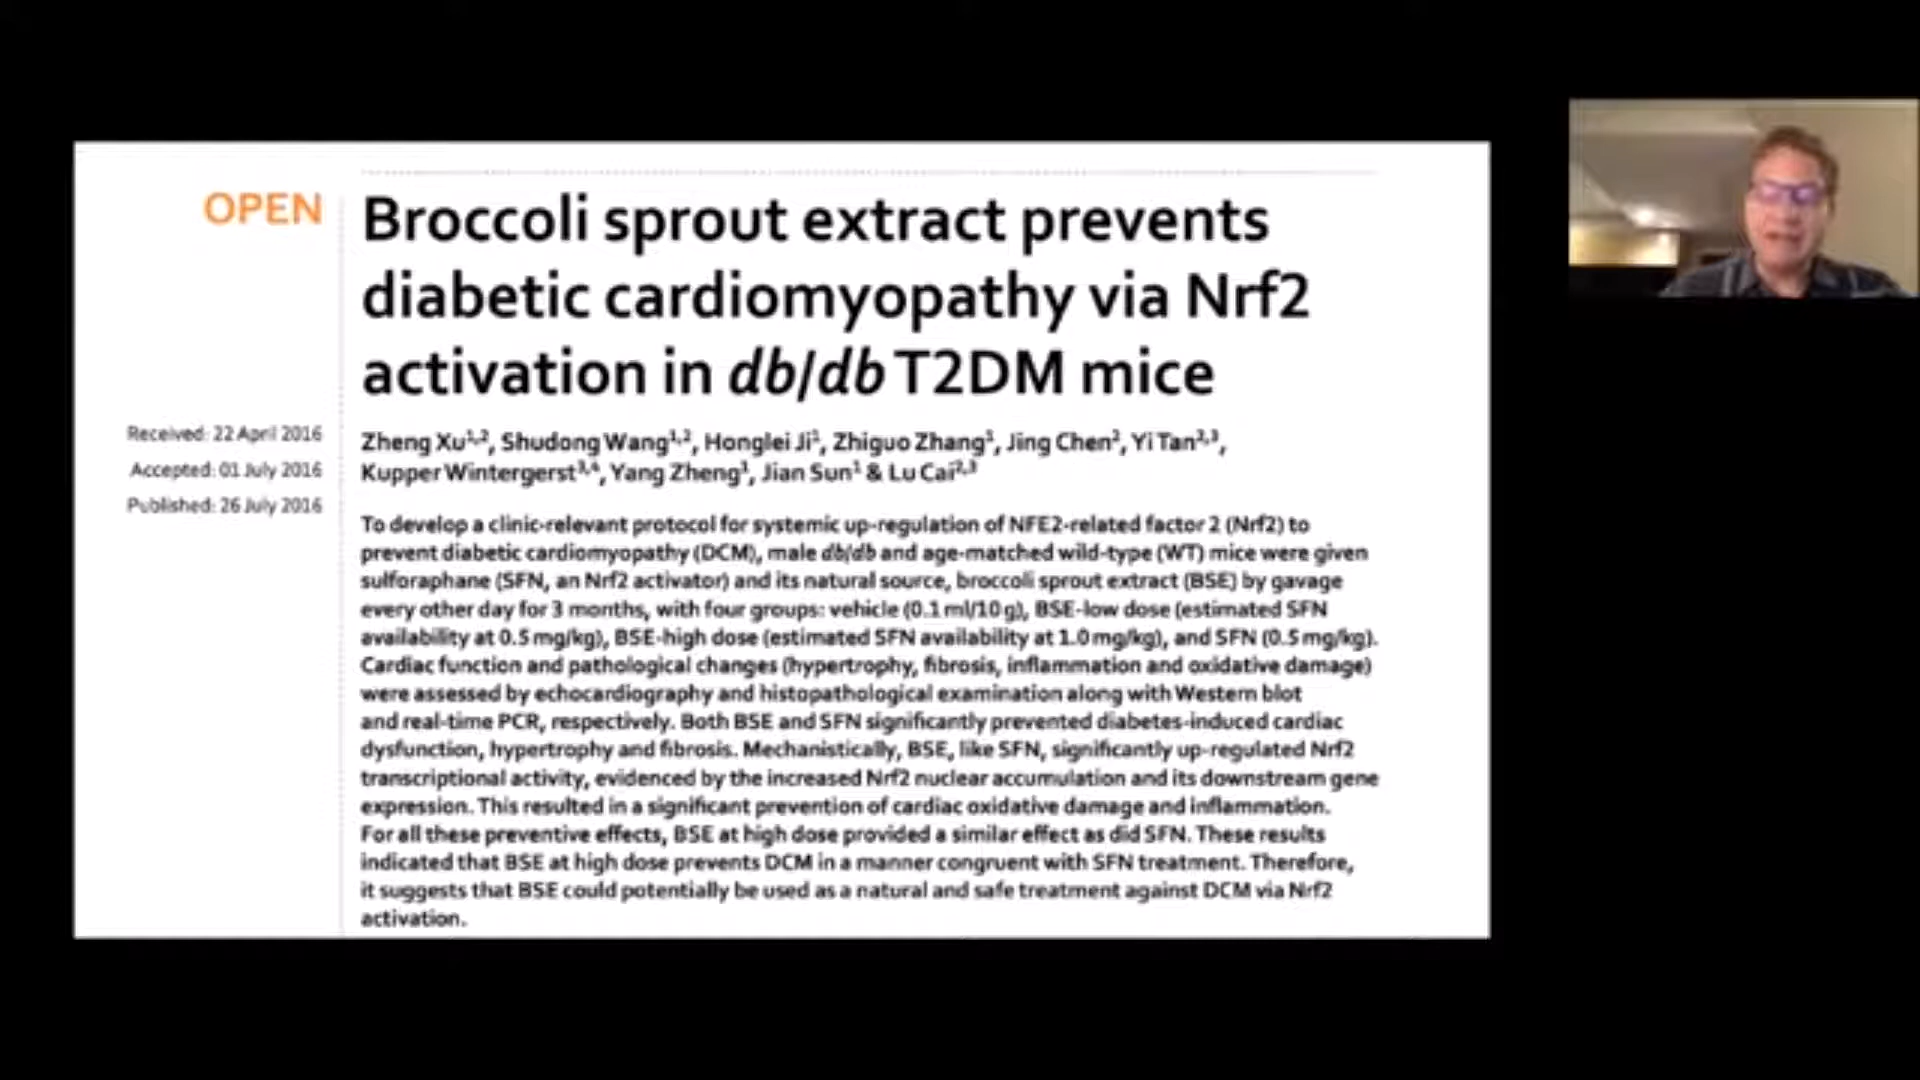 OPEN
Broccoli sprout extract prevents
diabetic cardiomyopathy via Nrf2
activation in db/db T2DM mice
Received: 22 April 2016
Accepted: 01 July 2016
Published: 26 July 2016
Zheng Xu1,2, Shudong Wang1,2, Honglei Ji1, Zhiguo Zhang1, Jing Chen2, Yi Tan2,3,
Kupper Wintergerst3,4, Yang Zheng1, Jian Sun1 & Lu Cai2,3
To develop a clinic-relevant protocol for systemic up-regulation of NFE2-related factor 2 (Nrf2) to
prevent diabetic cardiomyopathy (DCM), male db/db and age-matched wild-type (WT) mice were given
sulforaphane (SFN, an Nrf2 activator) and its natural source, broccoli sprout extract (BSE) by gavage
every other day for 3 months, with four groups: vehicle (0.1 ml/10 g), BSE-low dose (estimated SFN
availability at 0.5 mg/kg), BSE-high dose (estimated SFN availability at 1.0 mg/kg), and SFN (0.5 mg/kg).
Cardiac function and pathological changes (hypertrophy, fibrosis, inflammation and oxidative damage)
were assessed by echocardiography and histopathological examination along with Western blot
and real-time PCR, respectively. Both BSE and SFN significantly prevented diabetes-induced cardiac
dysfunction, hypertrophy and fibrosis. Mechanistically, BSE, like SFN, significantly up-regulated Nrf2
transcriptional activity, evidenced by the increased Nrf2 nuclear accumulation and its downstream gene
expression. This resulted in a significant prevention of cardiac oxidative damage and inflammation.
For all these preventive effects, BSE at high dose provided a similar effect as did SFN. These results
indicated that BSE at high dose prevents DCM in a manner congruent with SFN treatment. Therefore,
it suggests that BSE could potentially be used as a natural and safe treatment against DCM via Nrf2
activation.